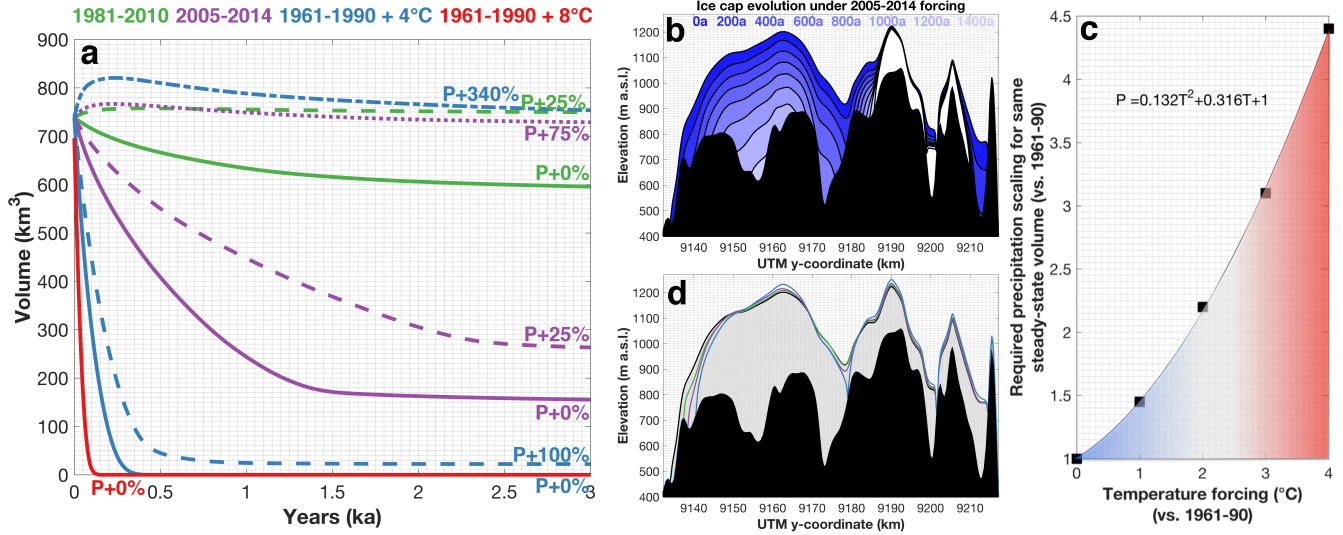 1981-2010 2005-2014 1961-1990 + 4°C 1961-1990 + 8°C
a
900
800
700
600
500
400
300
200
100
0
Volume (km³)
P+340%
P+25%
P+75%
P+0%
P+25%
P+0%
P+100%
P+0%
P+0%
0 0.5 1 1.5 2 2.5 3
Years (ka)
Ice cap evolution under 2005-2014 forcing
b
0a 200a 400a 600a 800a 1000a 1200a 1400a
1200
1100
1000
900
800
700
600
500
400
Elevation (m a.s.l.)
9140 9150 9160 9170 9180 9190 9200 9210
UTM y-coordinate (km)
d
1200
1100
1000
900
800
700
600
500
400
Elevation (m a.s.l.)
9140 9150 9160 9170 9180 9190 9200 9210
UTM y-coordinate (km)
c
4.5
4
3.5
3
2.5
2
1.5
1
Required precipitation scaling for same
steady-state volume (vs. 1961-90)
P =0.132T²+0.316T+1
0 1 2 3 4
Temperature forcing (°C)
(vs. 1961-90)